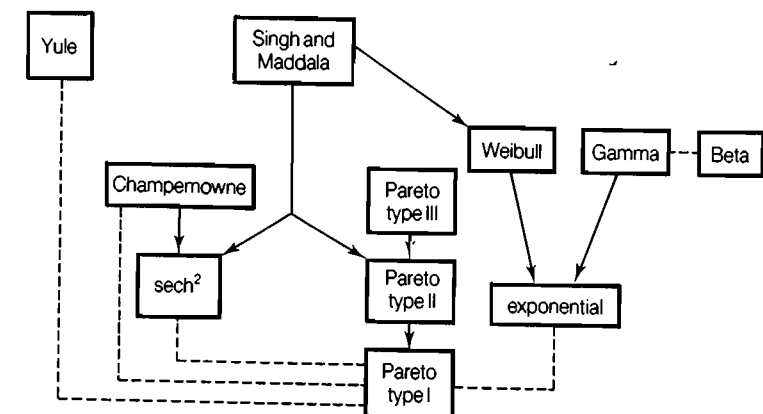 Yule
Singh and
Maddala
Weibull
Gamma
Beta
Champernowne
Pareto
type III
sech²
Pareto
type II
exponential
Pareto
type I